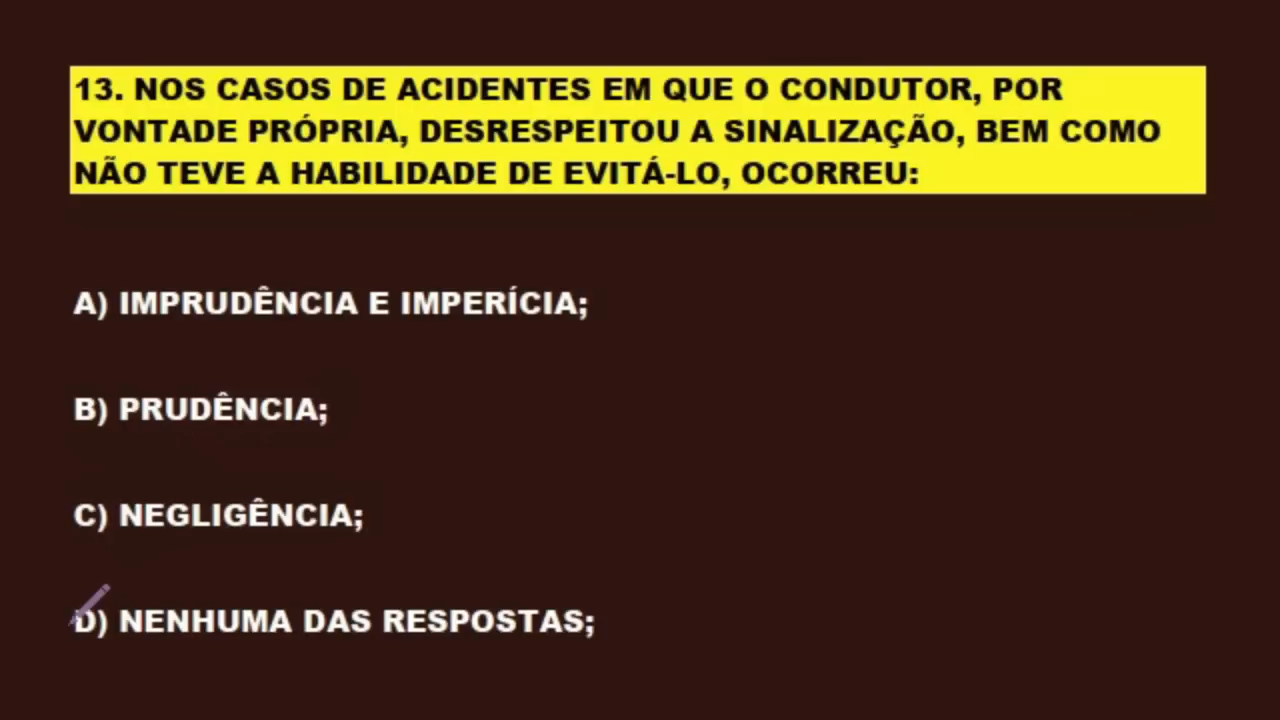 13. NOS CASOS DE ACIDENTES EM QUE O CONDUTOR, POR
VONTADE PRÓPRIA, DESRESPEITOU A SINALIZAÇÃO, BEM COMO
NÃO TEVE A HABILIDADE DE EVITÁ-LO, OCORREU:
A) IMPRUDÊNCIA E IMPERÍCIA;
B) PRUDÊNCIA;
C) NEGLIGÊNCIA;
D) NENHUMA DAS RESPOSTAS;